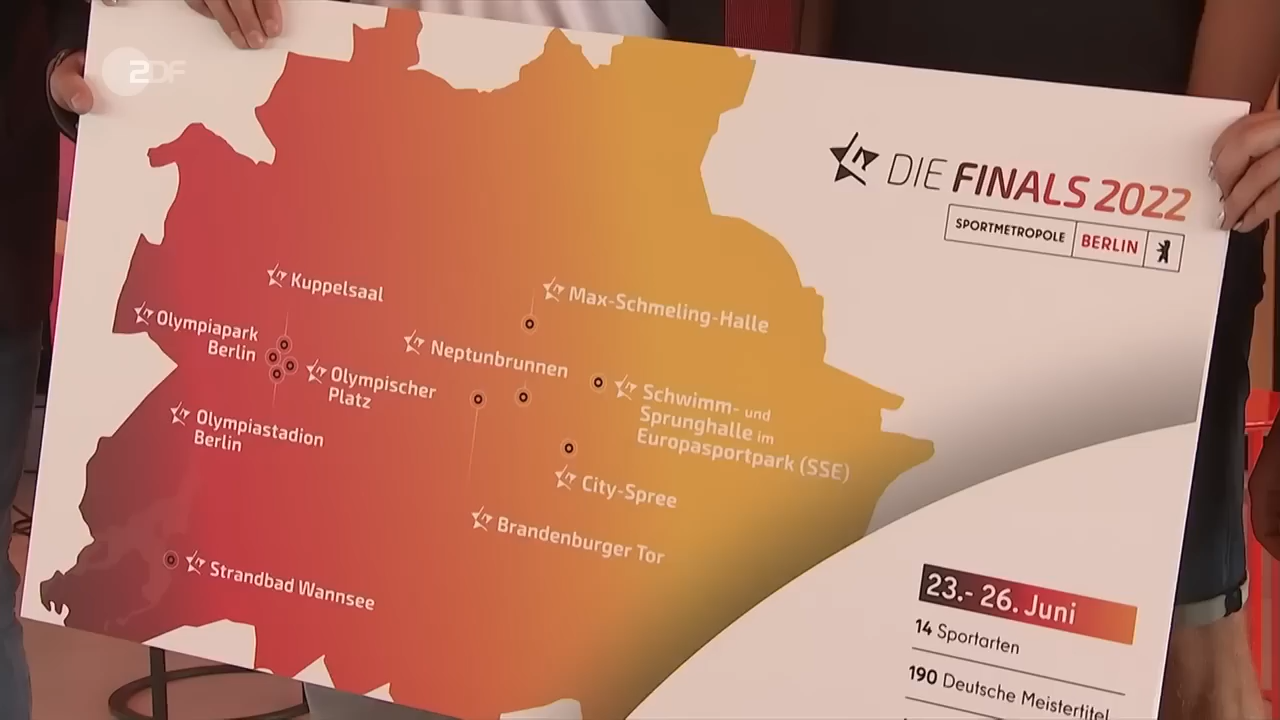 ZDF
DIE FINALS 2022
SPORTMETROPOLE BERLIN
Kuppelsaal
Max-Schmeling-Halle
Olympiapark
Berlin
Neptunbrunnen
Olympischer
Platz
Schwimm- und
Sprunghalle im
Europasportpark (SSE)
Olympiastadion
Berlin
City-Spree
Brandenburger Tor
Strandbad Wannsee
23.- 26. Juni
14 Sportarten
190 Deutsche Meistertitel